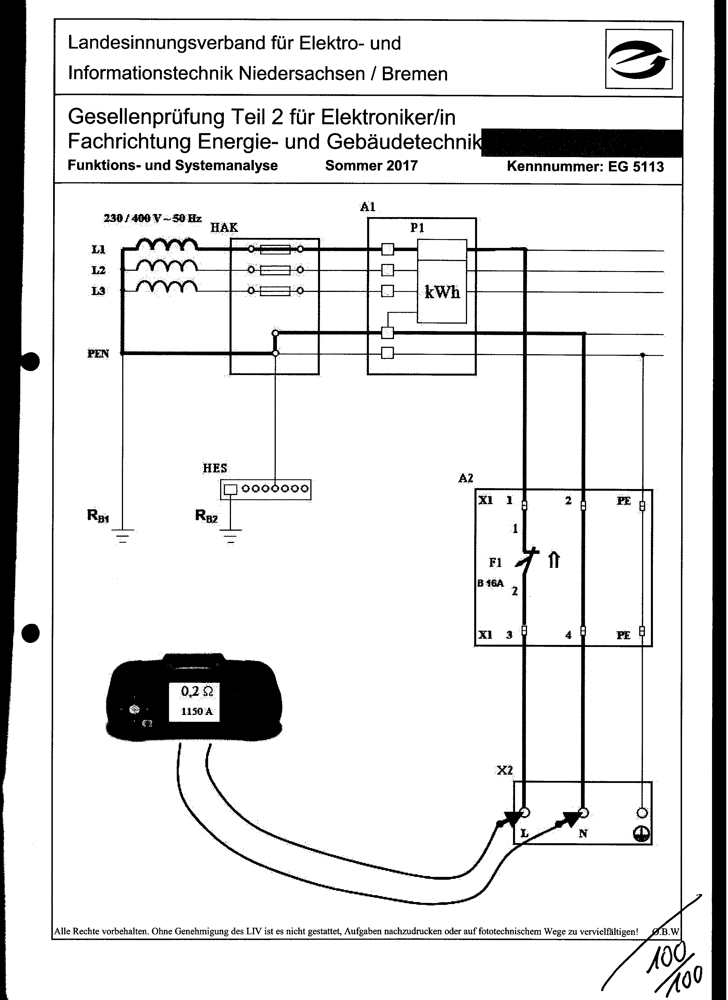 Landesinnungsverband für Elektro- und
Informationstechnik Niedersachsen / Bremen
Gesellenprüfung Teil 2 für Elektroniker/in
Fachrichtung Energie- und Gebäudetechnik
Funktions- und Systemanalyse Sommer 2017 Kennnummer: EG 5113
A1
230 / 400 V ~ 50 Hz
HAK
P1
L1
L2
L3
kWh
PEN
HES
A2
X1 1 2 PE
RB1
RB2
1
F1
B 16A
2
X1 3 4 PE
0,2 Ω
1150 A
X2
L
N
Alle Rechte vorbehalten. Ohne Genehmigung des LIV ist es nicht gestattet, Aufgaben nachzudrucken oder auf fototechnischem Wege zu vervielfältigen! O.B.W
100/100